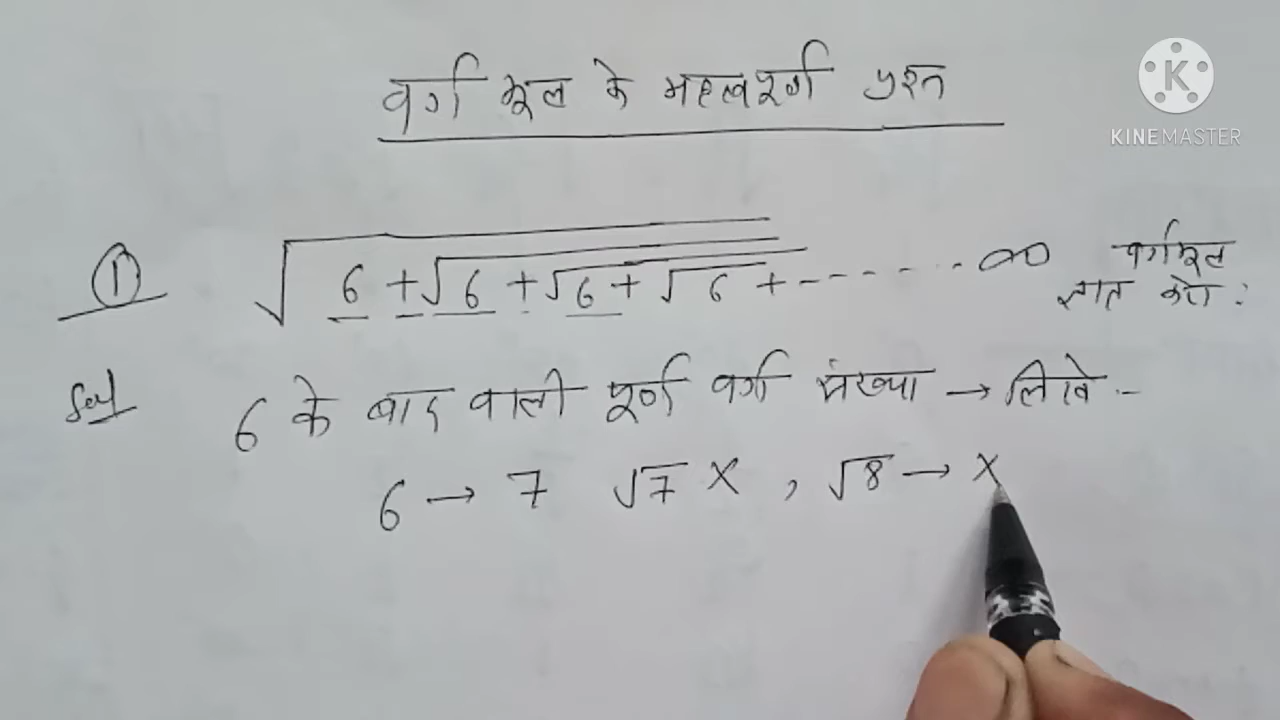 वर्ग मूल के महत्वपूर्ण प्रश्न
KINEMASTER
① √(6+√(6+√(6+√(6+------∞ वर्गमूल
ज्ञात करो :
Sol 6 के बाद वाली पूर्ण वर्ग संख्या → लिखे :-
6 → 7 √7 X , √8 → X